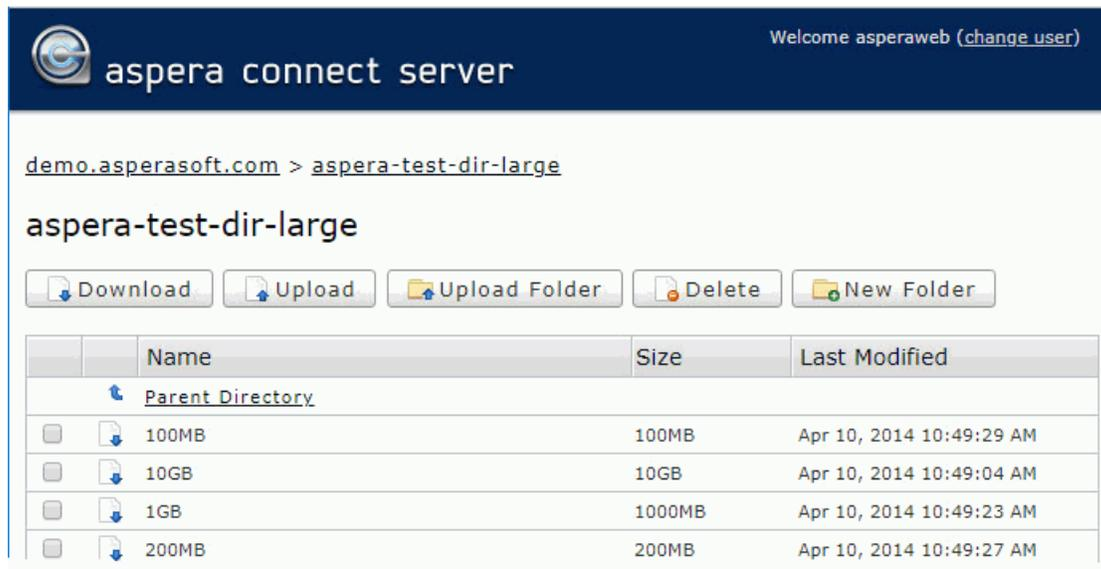 Welcome asperaweb (change user)
aspera connect server
demo.asperasoft.com > aspera-test-dir-large
aspera-test-dir-large
Download Upload Upload Folder Delete New Folder
Name Size Last Modified
Parent Directory
100MB 100MB Apr 10, 2014 10:49:29 AM
10GB 10GB Apr 10, 2014 10:49:04 AM
1GB 1000MB Apr 10, 2014 10:49:23 AM
200MB 200MB Apr 10, 2014 10:49:27 AM